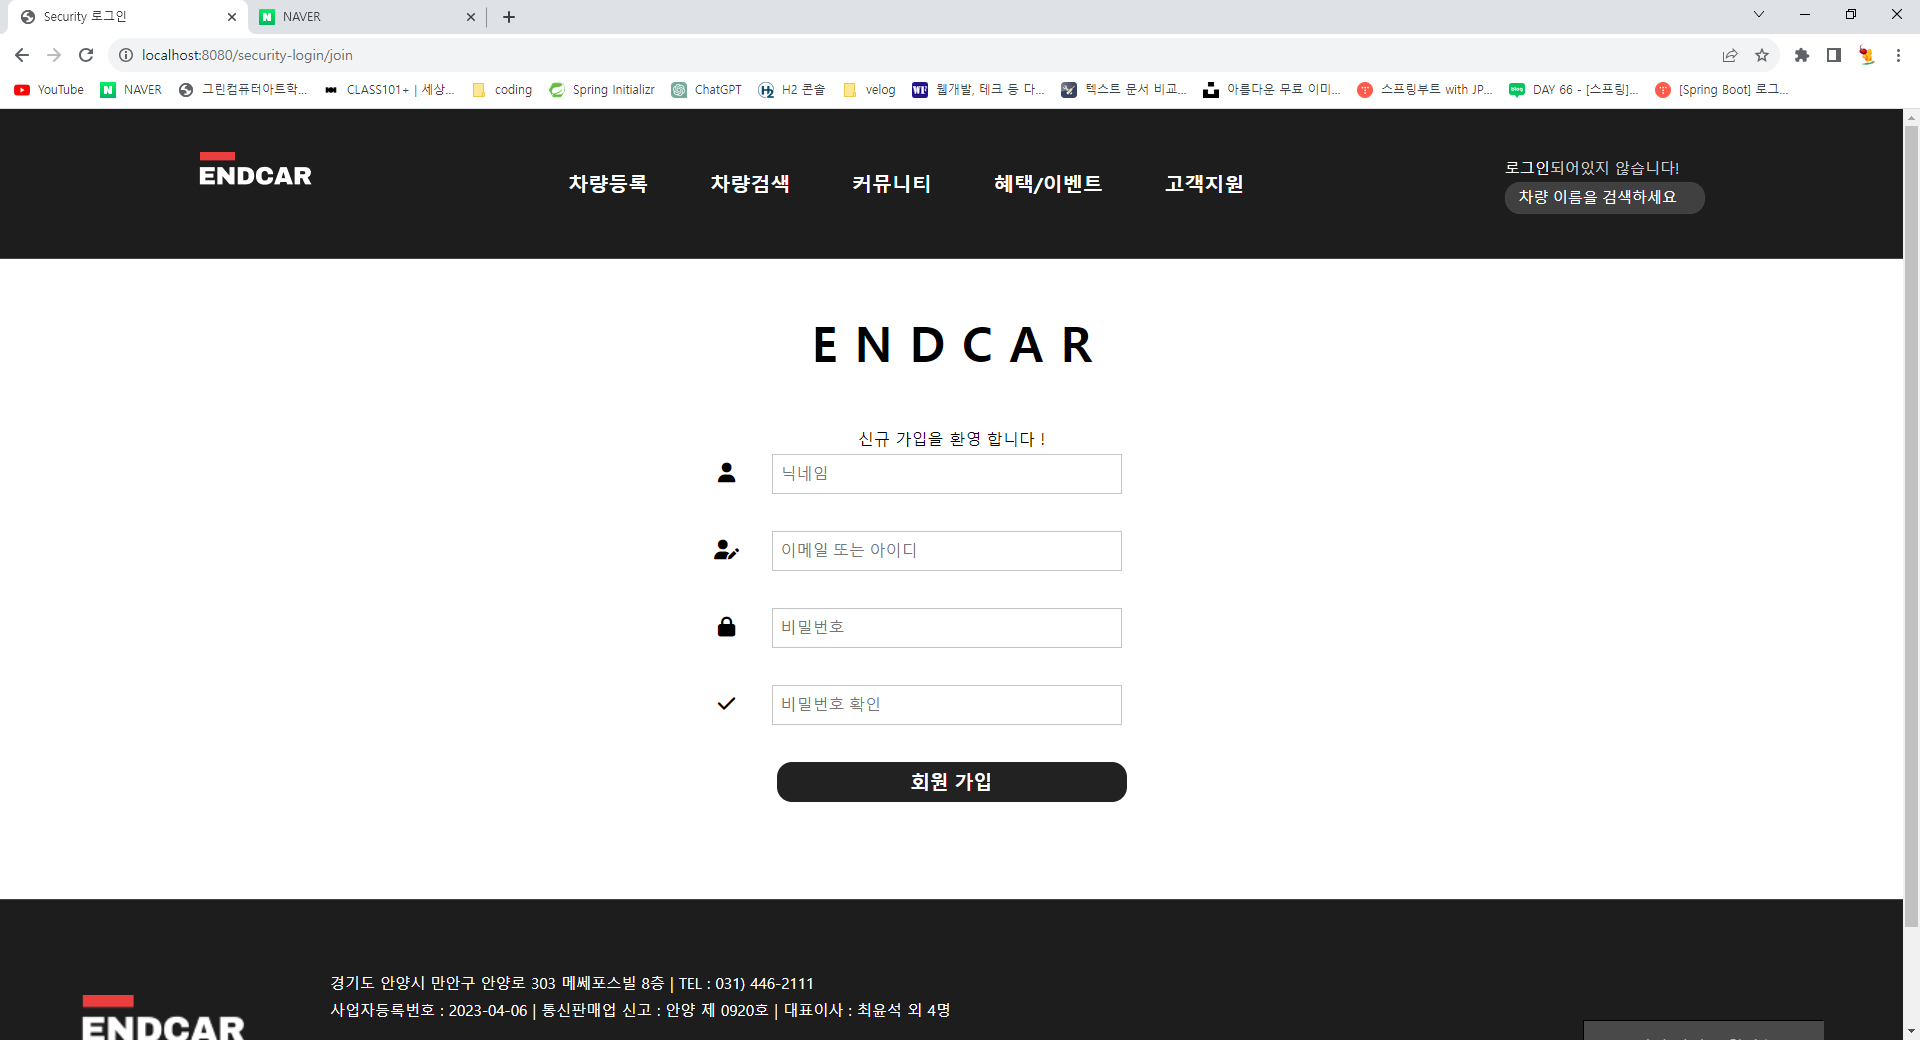 Security 로그인
NAVER
localhost:8080/security-login/join
YouTube
NAVER
그린컴퓨터아트학...
CLASS101+ | 세상...
coding
Spring Initializr
ChatGPT
H2 콘솔
velog
웹개발, 테크 등 다...
텍스트 문서 비교...
아름다운 무료 이미...
스프링부트 with JP...
DAY 66 - [스프링]...
[Spring Boot] 로그...
ENDCAR
차량등록
차량검색
커뮤니티
혜택/이벤트
고객지원
로그인되어있지 않습니다!
차량 이름을 검색하세요
ENDCAR
신규 가입을 환영 합니다 !
닉네임
이메일 또는 아이디
비밀번호
비밀번호 확인
회원 가입
ENDCAR
경기도 안양시 만안구 안양로 303 메쎄포스빌 8층 | TEL : 031) 446-2111
사업자등록번호 : 2023-04-06 | 통신판매업 신고 : 안양 제 0920호 | 대표이사 : 최윤석 외 4명